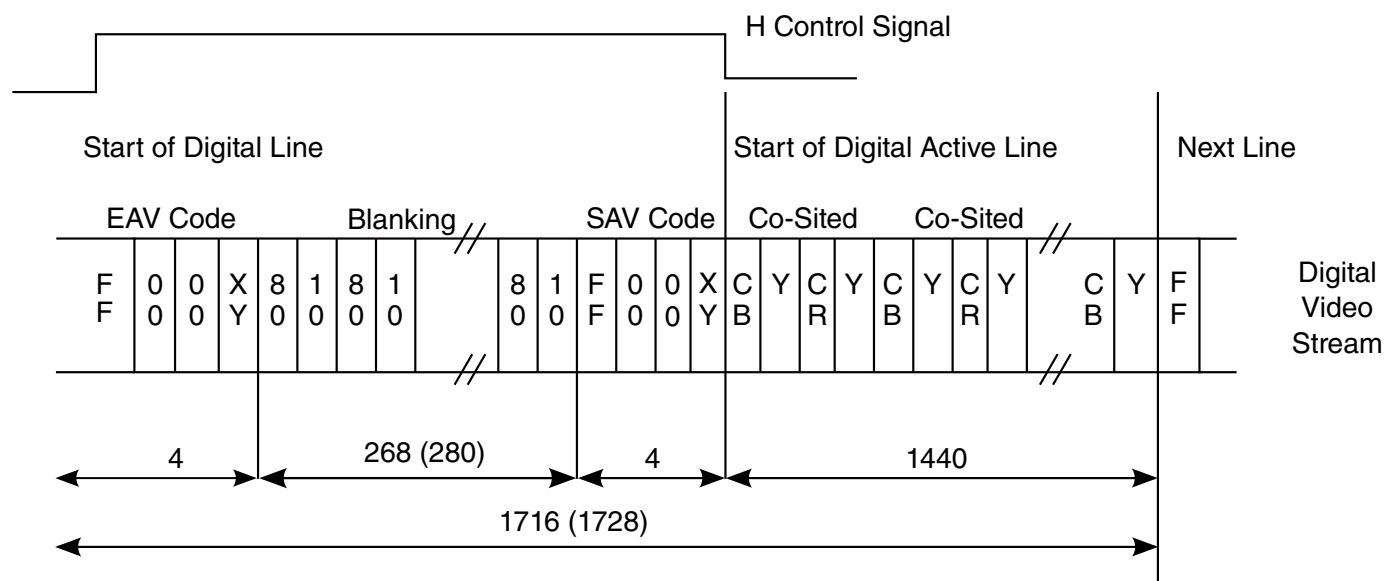 H Control Signal
Start of Digital Line
Start of Digital Active Line
Next Line
EAV Code
Blanking
SAV Code
Co-Sited
Co-Sited
F 0 0 X 8 1 8 1 8 1 F 0 0 X C Y C Y C Y C Y C Y F
F 0 0 Y 0 0 0 0 0 0 F 0 0 Y B R B R B F
Digital
Video
Stream
4
268 (280)
4
1440
1716 (1728)